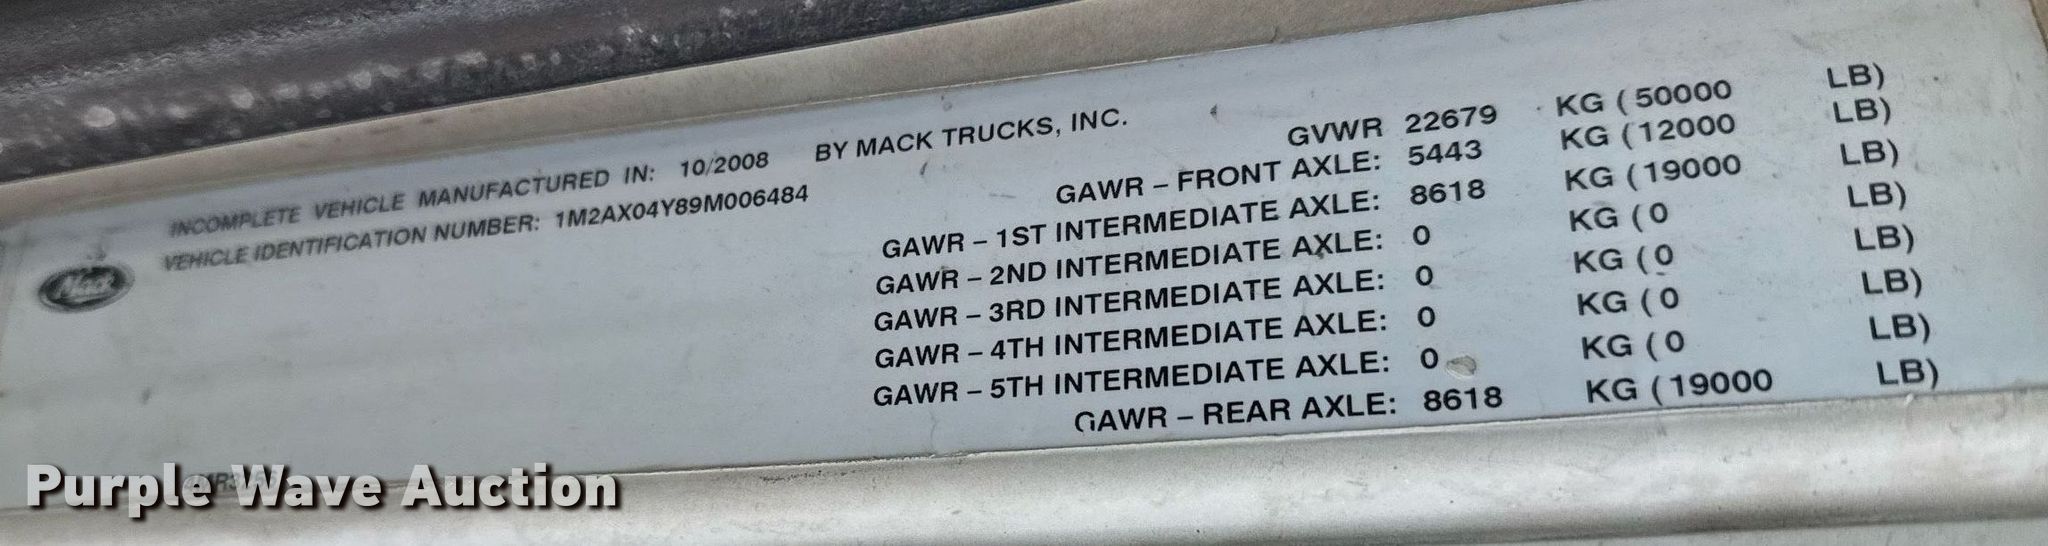 INCOMPLETE VEHICLE MANUFACTURED IN: 10/2008 BY MACK TRUCKS, INC.
VEHICLE IDENTIFICATION NUMBER: 1M2AX04Y89M006484
Mack
GVWR 22679 KG (50000 LB)
GAWR – FRONT AXLE: 5443 KG (12000 LB)
GAWR – 1ST INTERMEDIATE AXLE: 8618 KG (19000 LB)
GAWR – 2ND INTERMEDIATE AXLE: 0 KG (0 LB)
GAWR – 3RD INTERMEDIATE AXLE: 0 KG (0 LB)
GAWR – 4TH INTERMEDIATE AXLE: 0 KG (0 LB)
GAWR – 5TH INTERMEDIATE AXLE: 0 KG (0 LB)
GAWR – REAR AXLE: 8618 KG (19000 LB)
Purple Wave Auction